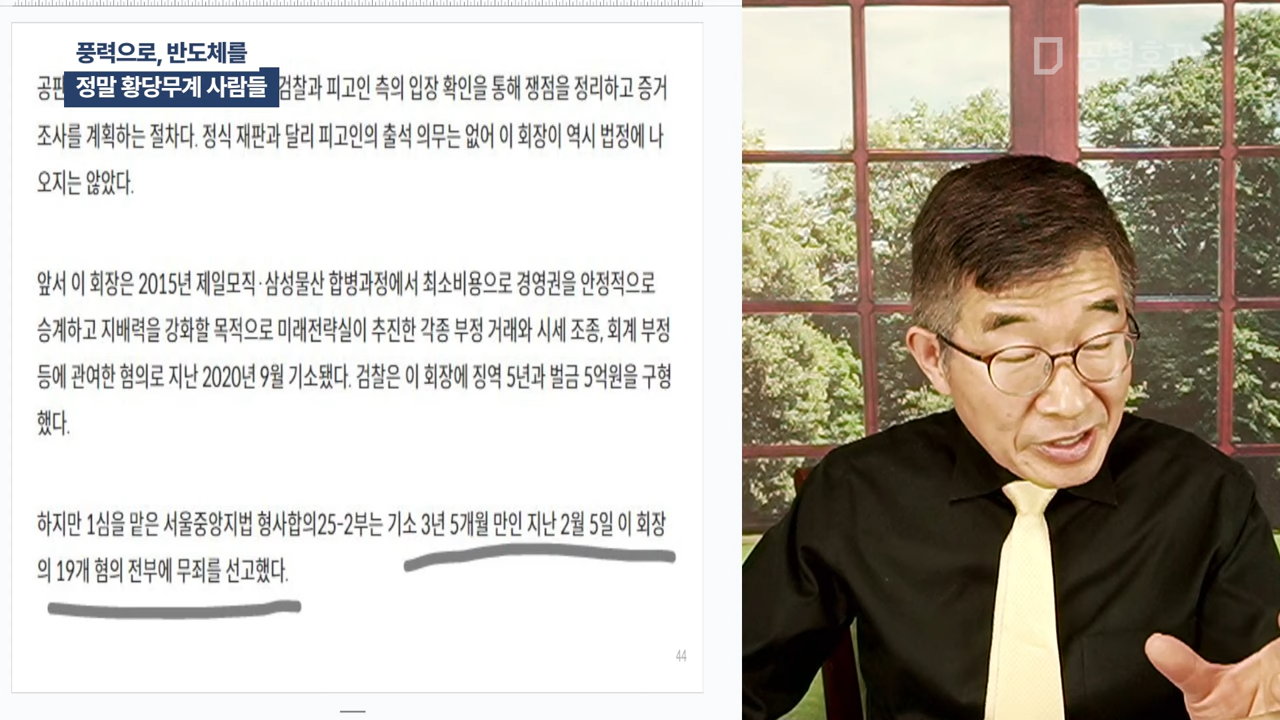 풍력으로, 반도체를
정말 황당무계 사람들
공판 검찰과 피고인 측의 입장 확인을 통해 쟁점을 정리하고 증거
조사를 계획하는 절차다. 정식 재판과 달리 피고인의 출석 의무는 없어 이 회장이 역시 법정에 나
오지는 않았다.
앞서 이 회장은 2015년 제일모직·삼성물산 합병과정에서 최소비용으로 경영권을 안정적으로
승계하고 지배력을 강화할 목적으로 미래전략실이 추진한 각종 부정 거래와 시세 조종, 회계 부정
등에 관여한 혐의로 지난 2020년 9월 기소됐다. 검찰은 이 회장에 징역 5년과 벌금 5억원을 구형
했다.
하지만 1심을 맡은 서울중앙지법 형사합의25-2부는 기소 3년 5개월 만인 지난 2월 5일 이 회장
의 19개 혐의 전부에 무죄를 선고했다.
44
공병호TV